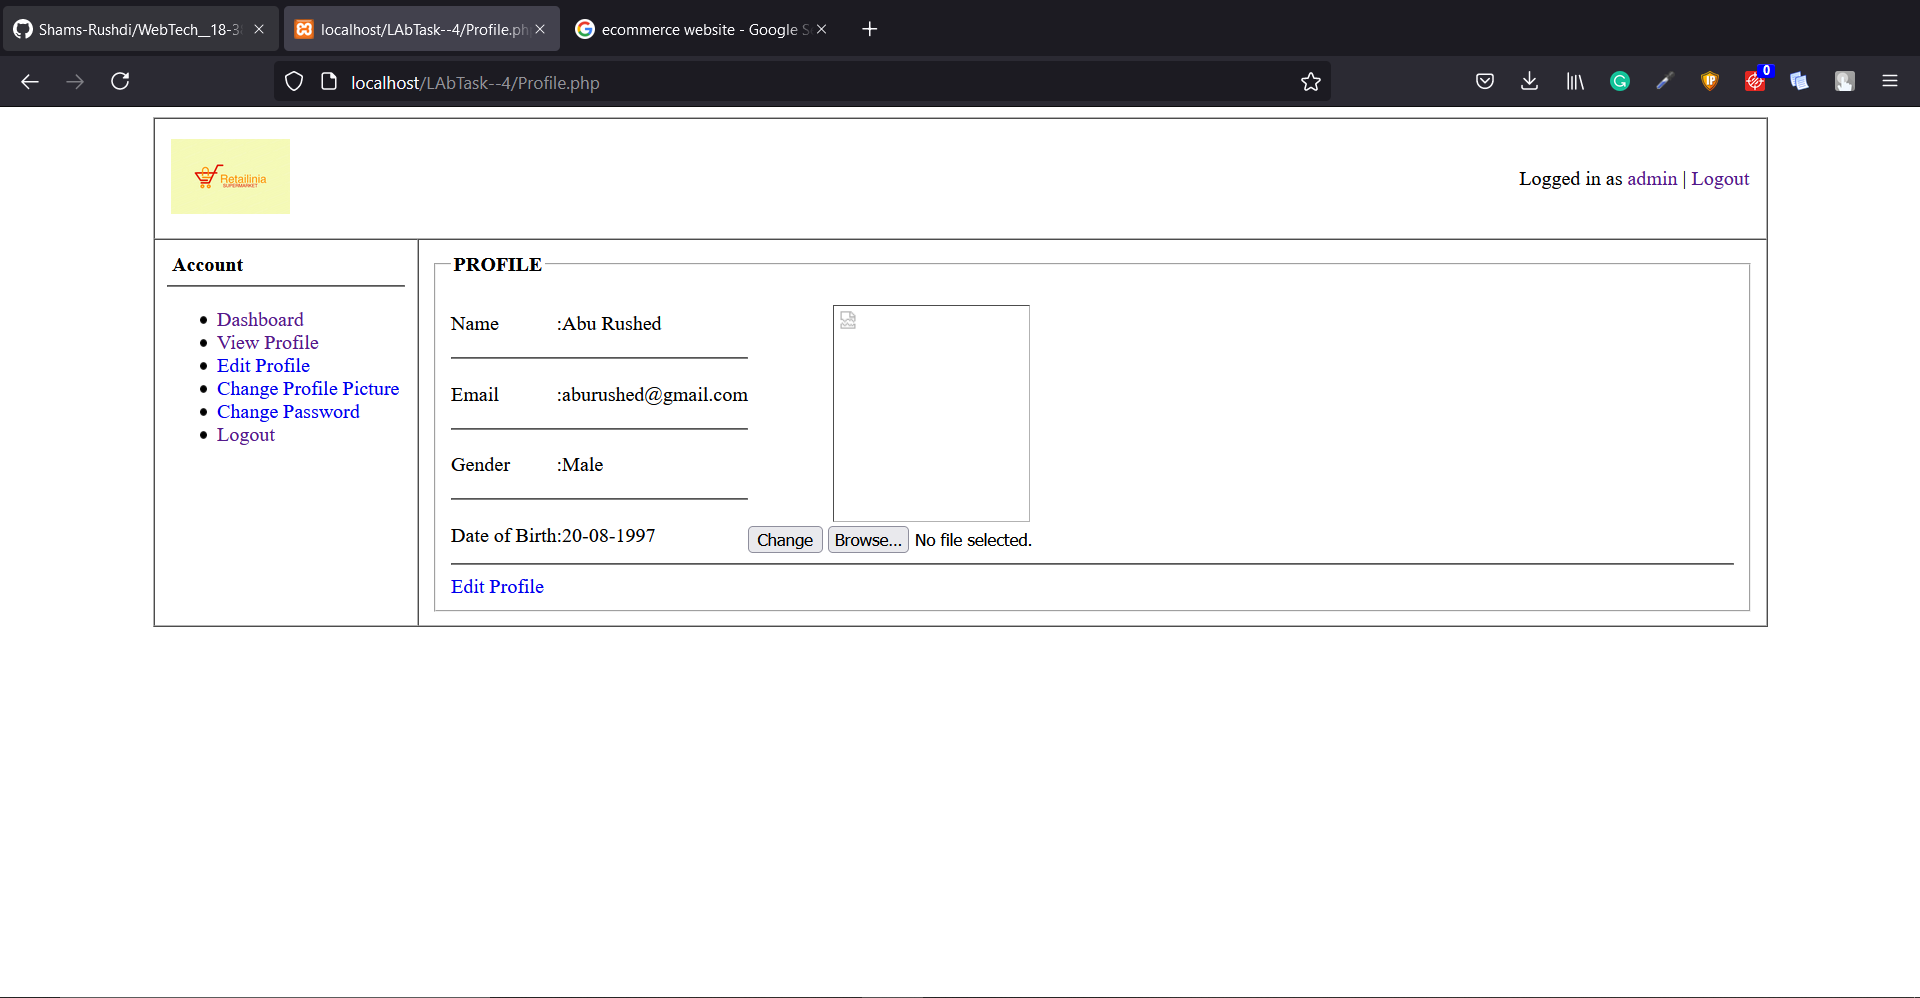 Shams-Rushdi/WebTech__18-3
localhost/LAbTask--4/Profile.ph
ecommerce website - Google S
localhost/LAbTask--4/Profile.php
0
Retailinia
SUPERMARKET
Logged in as admin | Logout
Account
Dashboard
View Profile
Edit Profile
Change Profile Picture
Change Password
Logout
PROFILE
Name :Abu Rushed
Email :aburushed@gmail.com
Gender :Male
Date of Birth:20-08-1997
Change Browse... No file selected.
Edit Profile